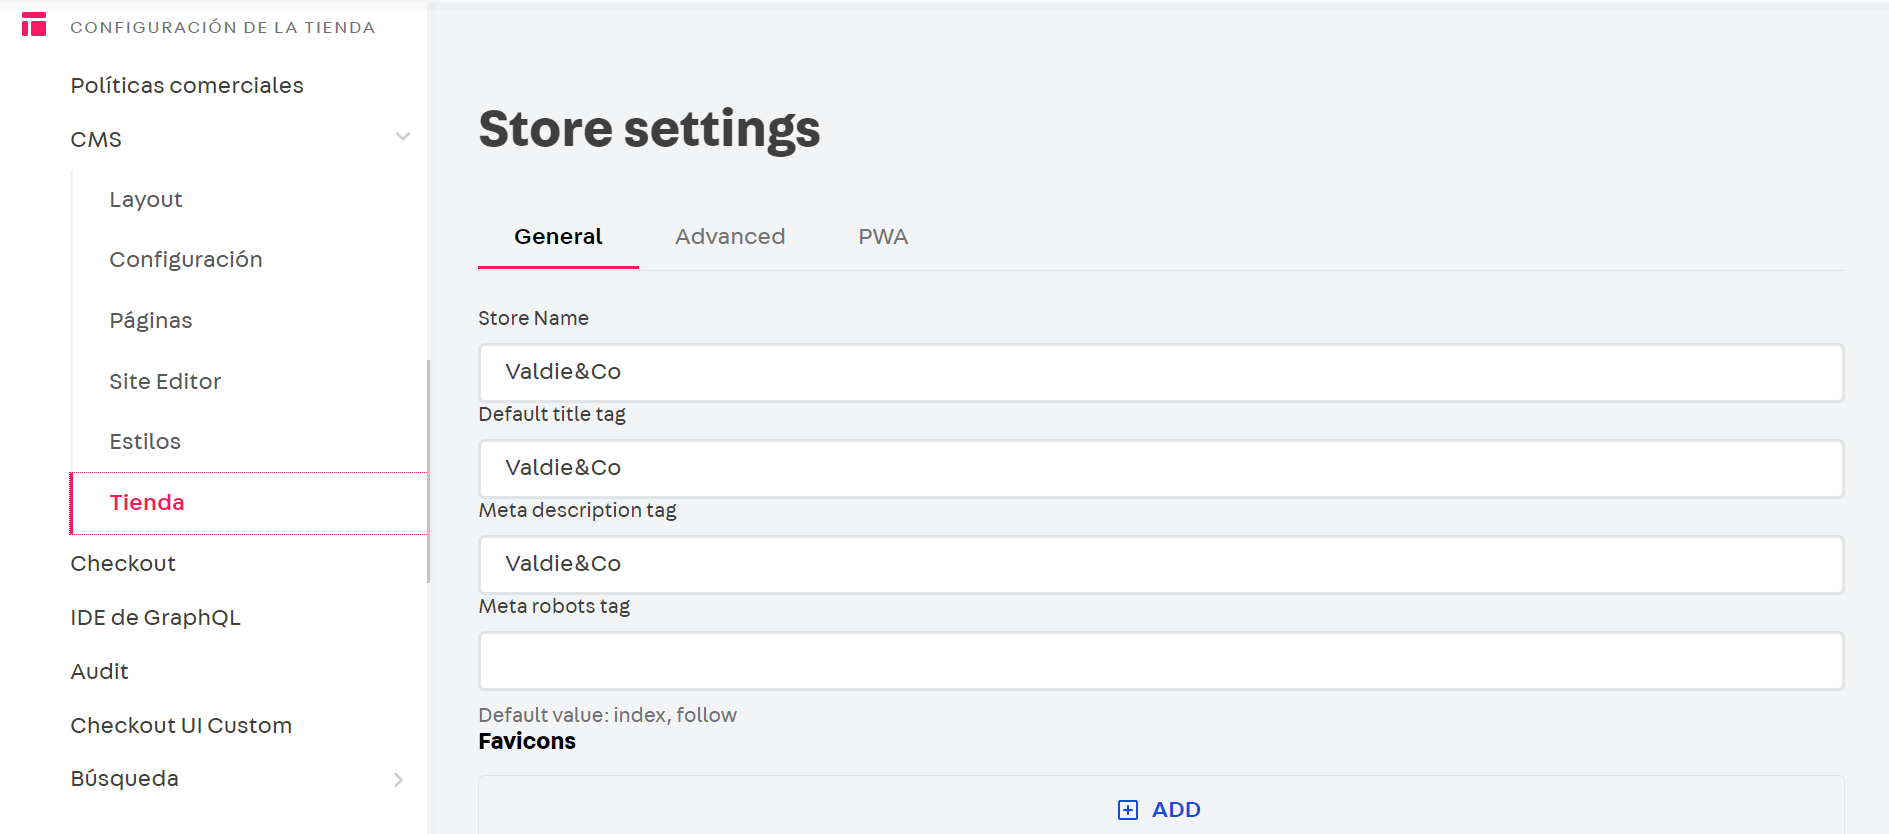 CONFIGURACIÓN DE LA TIENDA
Políticas comerciales
CMS
Layout
Configuración
Páginas
Site Editor
Estilos
Tienda
Checkout
IDE de GraphQL
Audit
Checkout UI Custom
Búsqueda
Store settings
General
Advanced
PWA
Store Name
Valdie&Co
Default title tag
Valdie&Co
Meta description tag
Valdie&Co
Meta robots tag
Default value: index, follow
Favicons
ADD